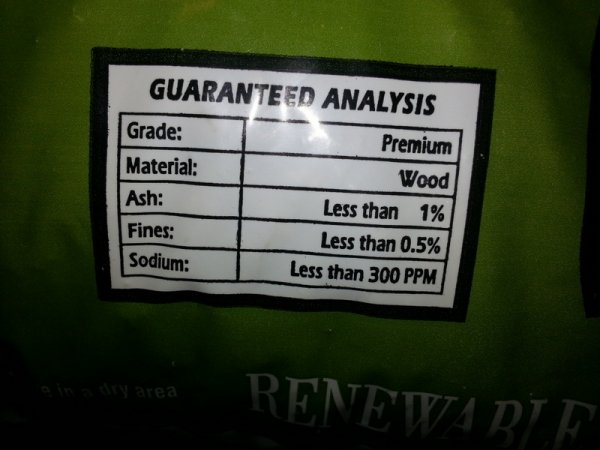 GUARANTEED ANALYSIS
Grade: Premium
Material: Wood
Ash: Less than 1%
Fines: Less than 0.5%
Sodium: Less than 300 PPM
in a dry area
RENEWABLE